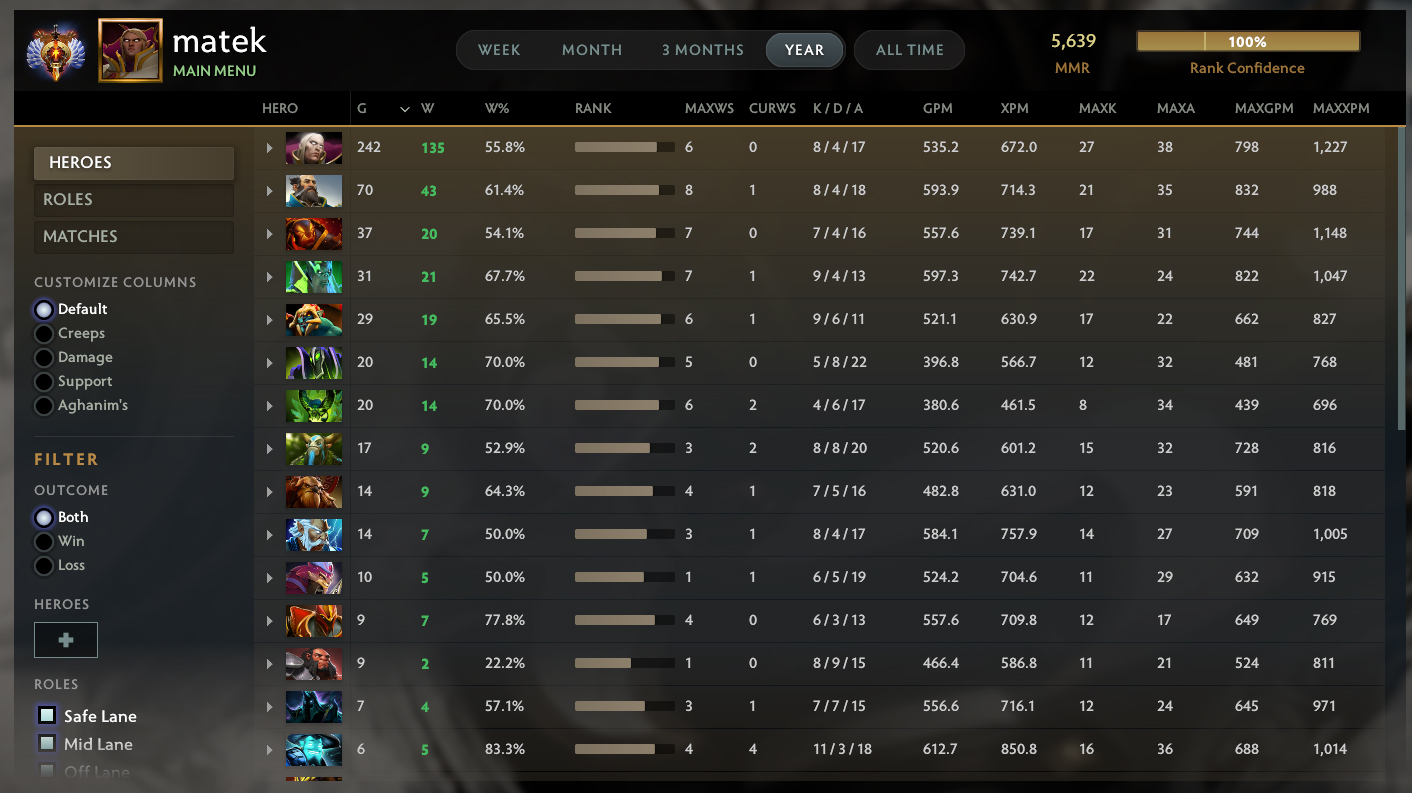 matek
MAIN MENU
WEEK MONTH 3 MONTHS YEAR ALL TIME
5,639
MMR
100%
Rank Confidence
HERO G W W% RANK MAXWS CURWS K / D / A GPM XPM MAXK MAXA MAXGPM MAXXPM
HEROES
ROLES
MATCHES
CUSTOMIZE COLUMNS
Default
Creeps
Damage
Support
Aghanim's
FILTER
OUTCOME
Both
Win
Loss
HEROES
ROLES
Safe Lane
Mid Lane
Off Lane
242 135 55.8% 6 0 8 / 4 / 17 535.2 672.0 27 38 798 1,227
70 43 61.4% 8 1 8 / 4 / 18 593.9 714.3 21 35 832 988
37 20 54.1% 7 0 7 / 4 / 16 557.6 739.1 17 31 744 1,148
31 21 67.7% 7 1 9 / 4 / 13 597.3 742.7 22 24 822 1,047
29 19 65.5% 6 1 9 / 6 / 11 521.1 630.9 17 22 662 827
20 14 70.0% 5 0 5 / 8 / 22 396.8 566.7 12 32 481 768
20 14 70.0% 6 2 4 / 6 / 17 380.6 461.5 8 34 439 696
17 9 52.9% 3 2 8 / 8 / 20 520.6 601.2 15 32 728 816
14 9 64.3% 4 1 7 / 5 / 16 482.8 631.0 12 23 591 818
14 7 50.0% 3 1 8 / 4 / 17 584.1 757.9 14 27 709 1,005
10 5 50.0% 1 1 6 / 5 / 19 524.2 704.6 11 29 632 915
9 7 77.8% 4 0 6 / 3 / 13 557.6 709.8 12 17 649 769
9 2 22.2% 1 0 8 / 9 / 15 466.4 586.8 11 21 524 811
7 4 57.1% 3 1 7 / 7 / 15 556.6 716.1 12 24 645 971
6 5 83.3% 4 4 11 / 3 / 18 612.7 850.8 16 36 688 1,014